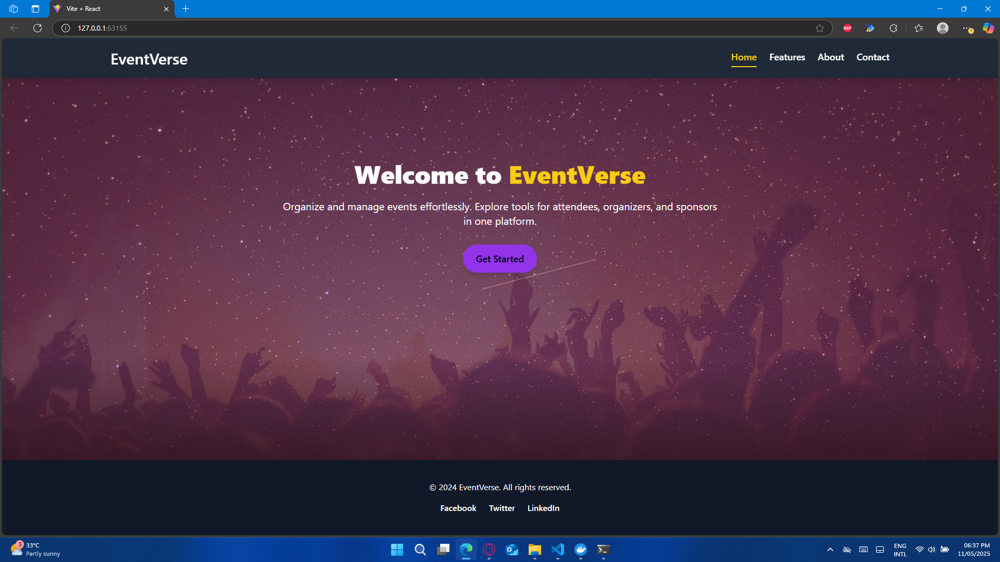 Vite + React
127.0.0.1:63155
ABP
EventVerse
Home Features About Contact
Welcome to EventVerse
Organize and manage events effortlessly. Explore tools for attendees, organizers, and sponsors
in one platform.
Get Started
© 2024 EventVerse. All rights reserved.
Facebook Twitter LinkedIn
3
33°C
Partly sunny
ENG
INTL
06:37 PM
11/05/2025